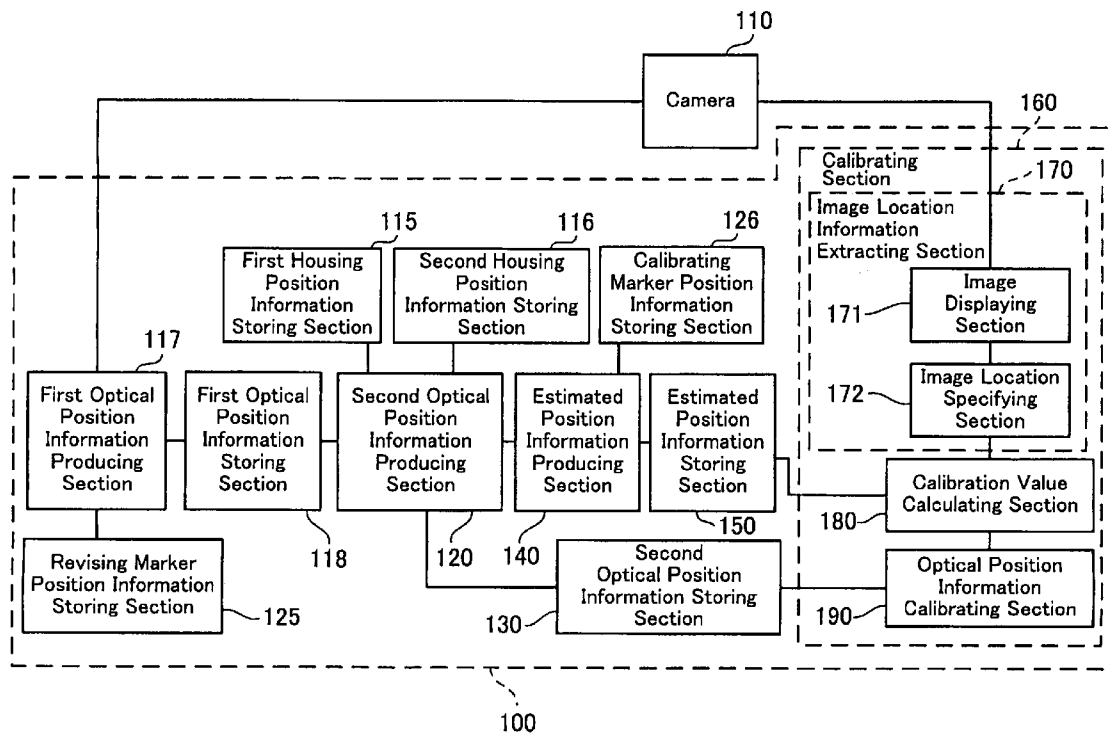 110
Camera
160
Calibrating
Section
170
Image Location
Information
Extracting Section
115
116
126
First Housing
Position
Information
Storing Section
Second Housing
Position
Information Storing
Section
Calibrating
Marker Position
Information
Storing Section
171
Image
Displaying
Section
117
First Optical
Position
Information
Producing
Section
First Optical
Position
Information
Storing
Section
Second Optical
Position
Information
Producing
Section
Estimated
Position
Information
Producing
Section
Estimated
Position
Information
Storing
Section
172
Image Location
Specifying
Section
Calibration Value
Calculating Section
180
118
120
140
150
Revising Marker
Position Information
Storing Section
125
Second
Optical Position
Information Storing
Section
130
Optical Position
Information
Calibrating Section
190
100